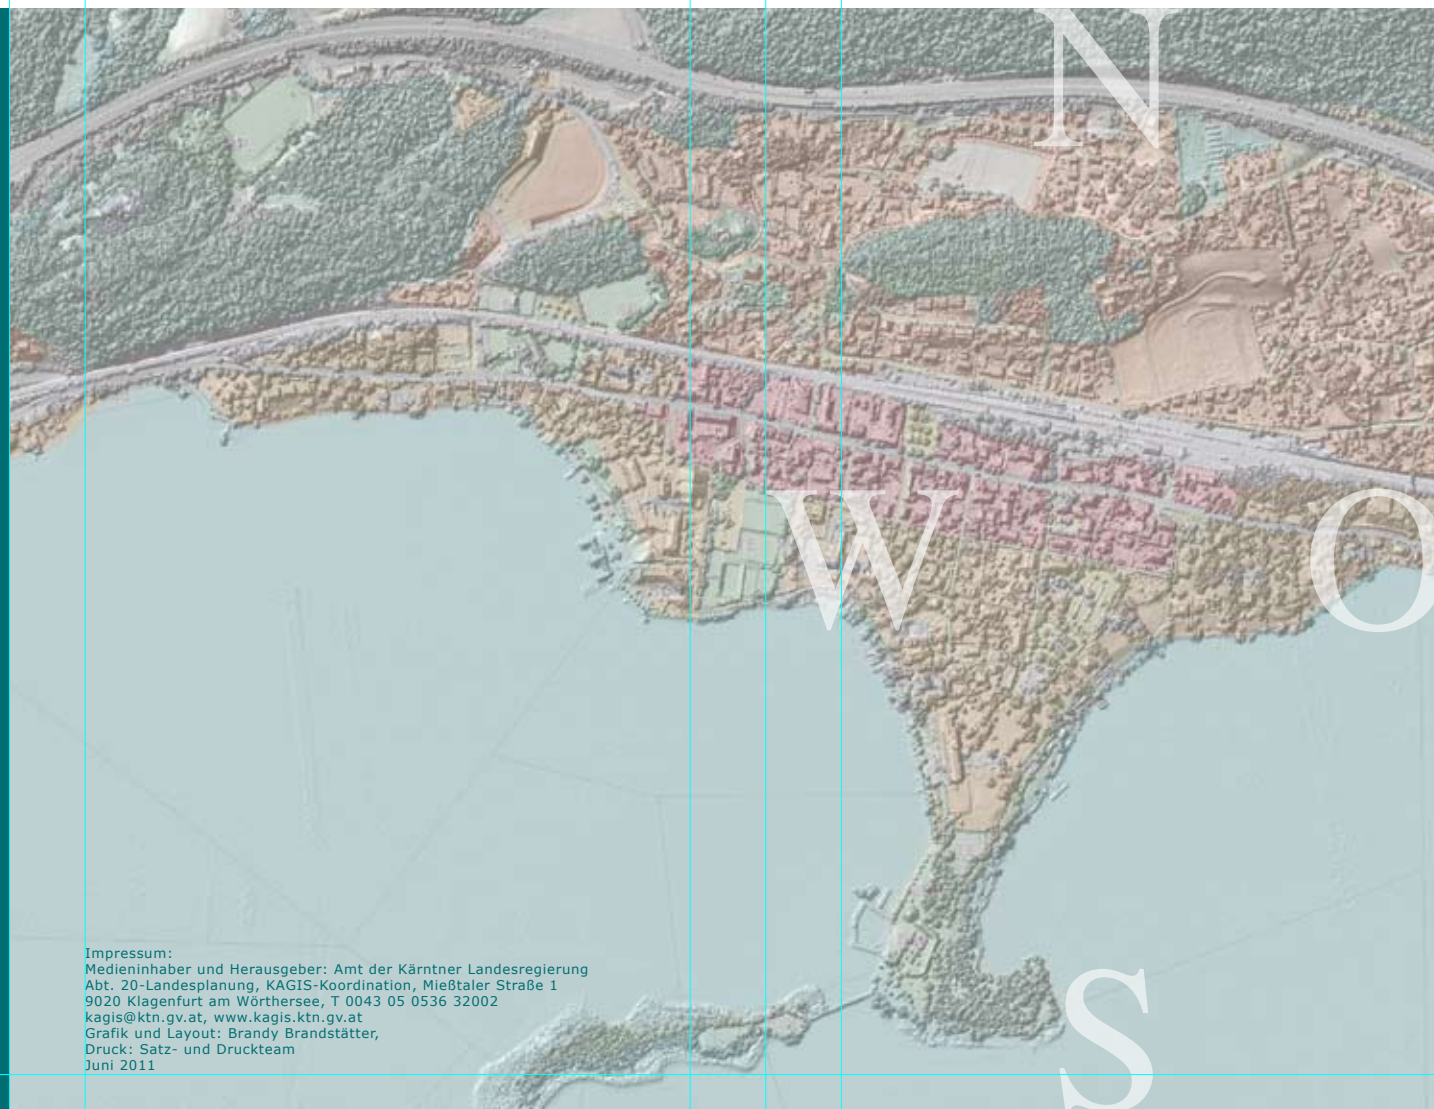 N
W
O
S
Impressum:
Medieninhaber und Herausgeber: Amt der Kärntner Landesregierung
Abt. 20-Landesplanung, KAGIS-Koordination, Mießtaler Straße 1
9020 Klagenfurt am Wörthersee, T 0043 05 0536 32002
kagis@ktn.gv.at, www.kagis.ktn.gv.at
Grafik und Layout: Brandy Brandstätter,
Druck: Satz- und Druckteam
Juni 2011